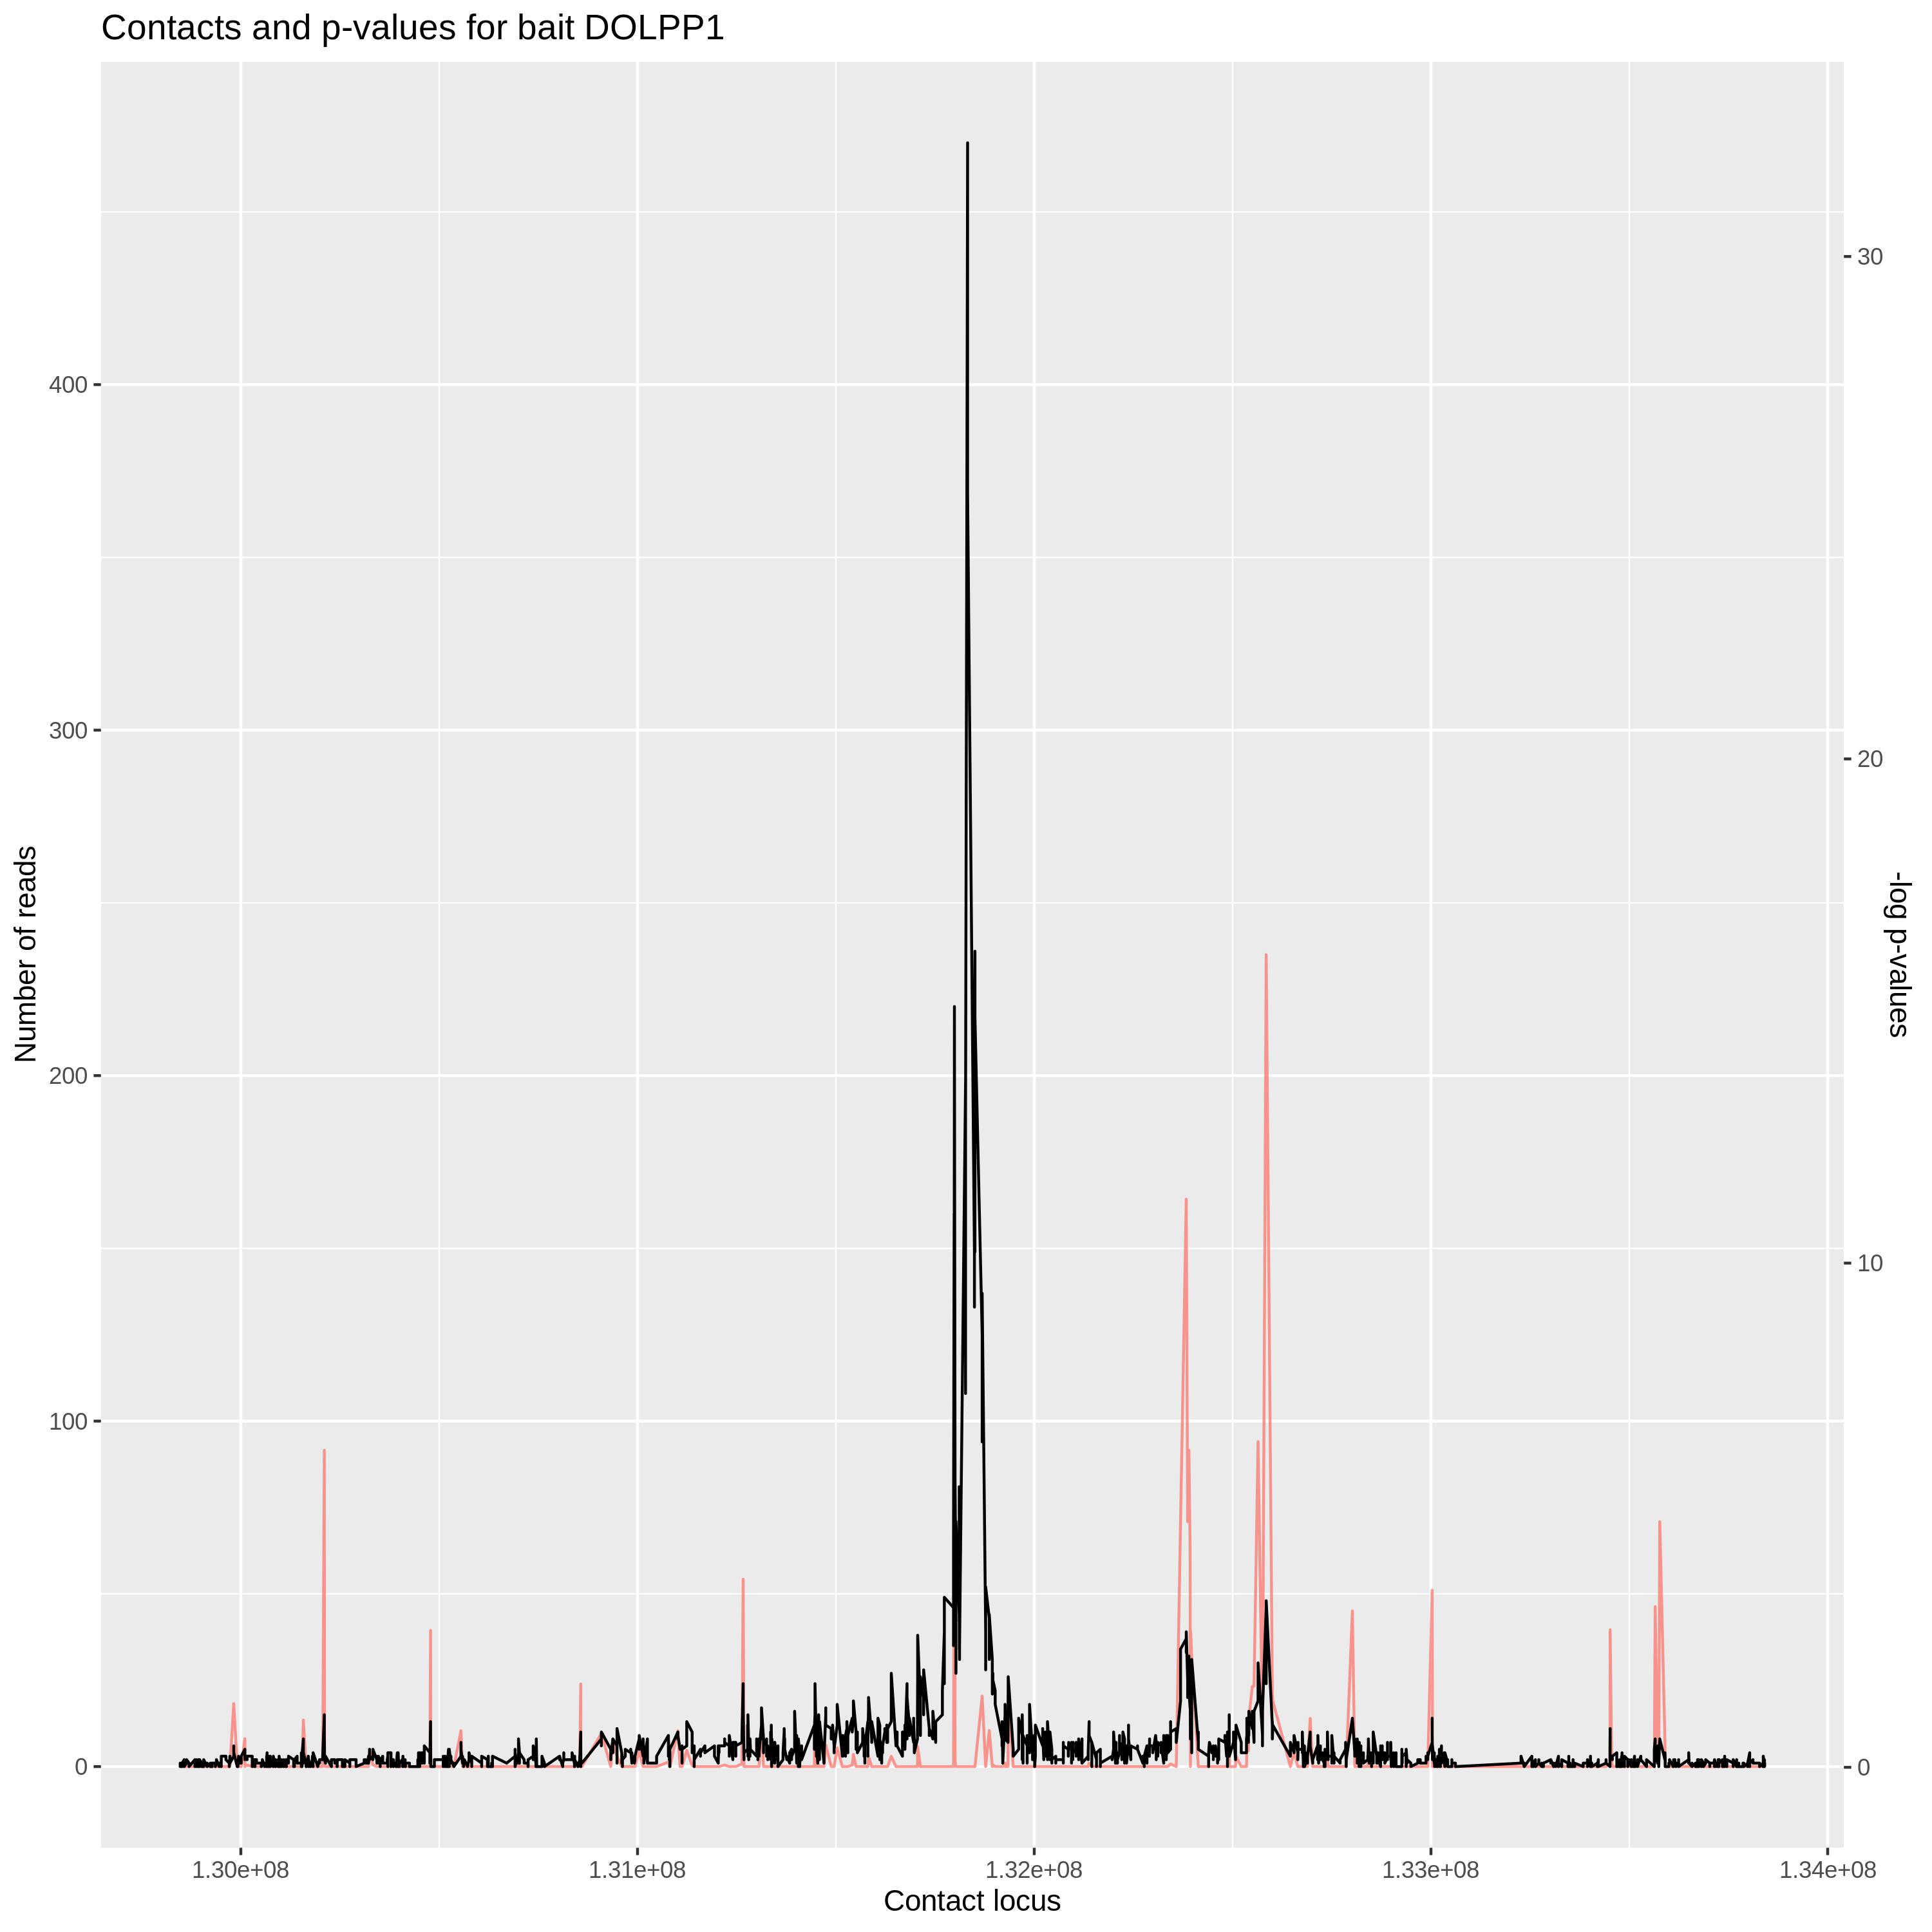 Contacts and p-values for bait DOLPP1
400
300
200
100
0
Number of reads
30
20
10
0
-log p-values
1.30e+08
1.31e+08
1.32e+08
1.33e+08
1.34e+08
Contact locus